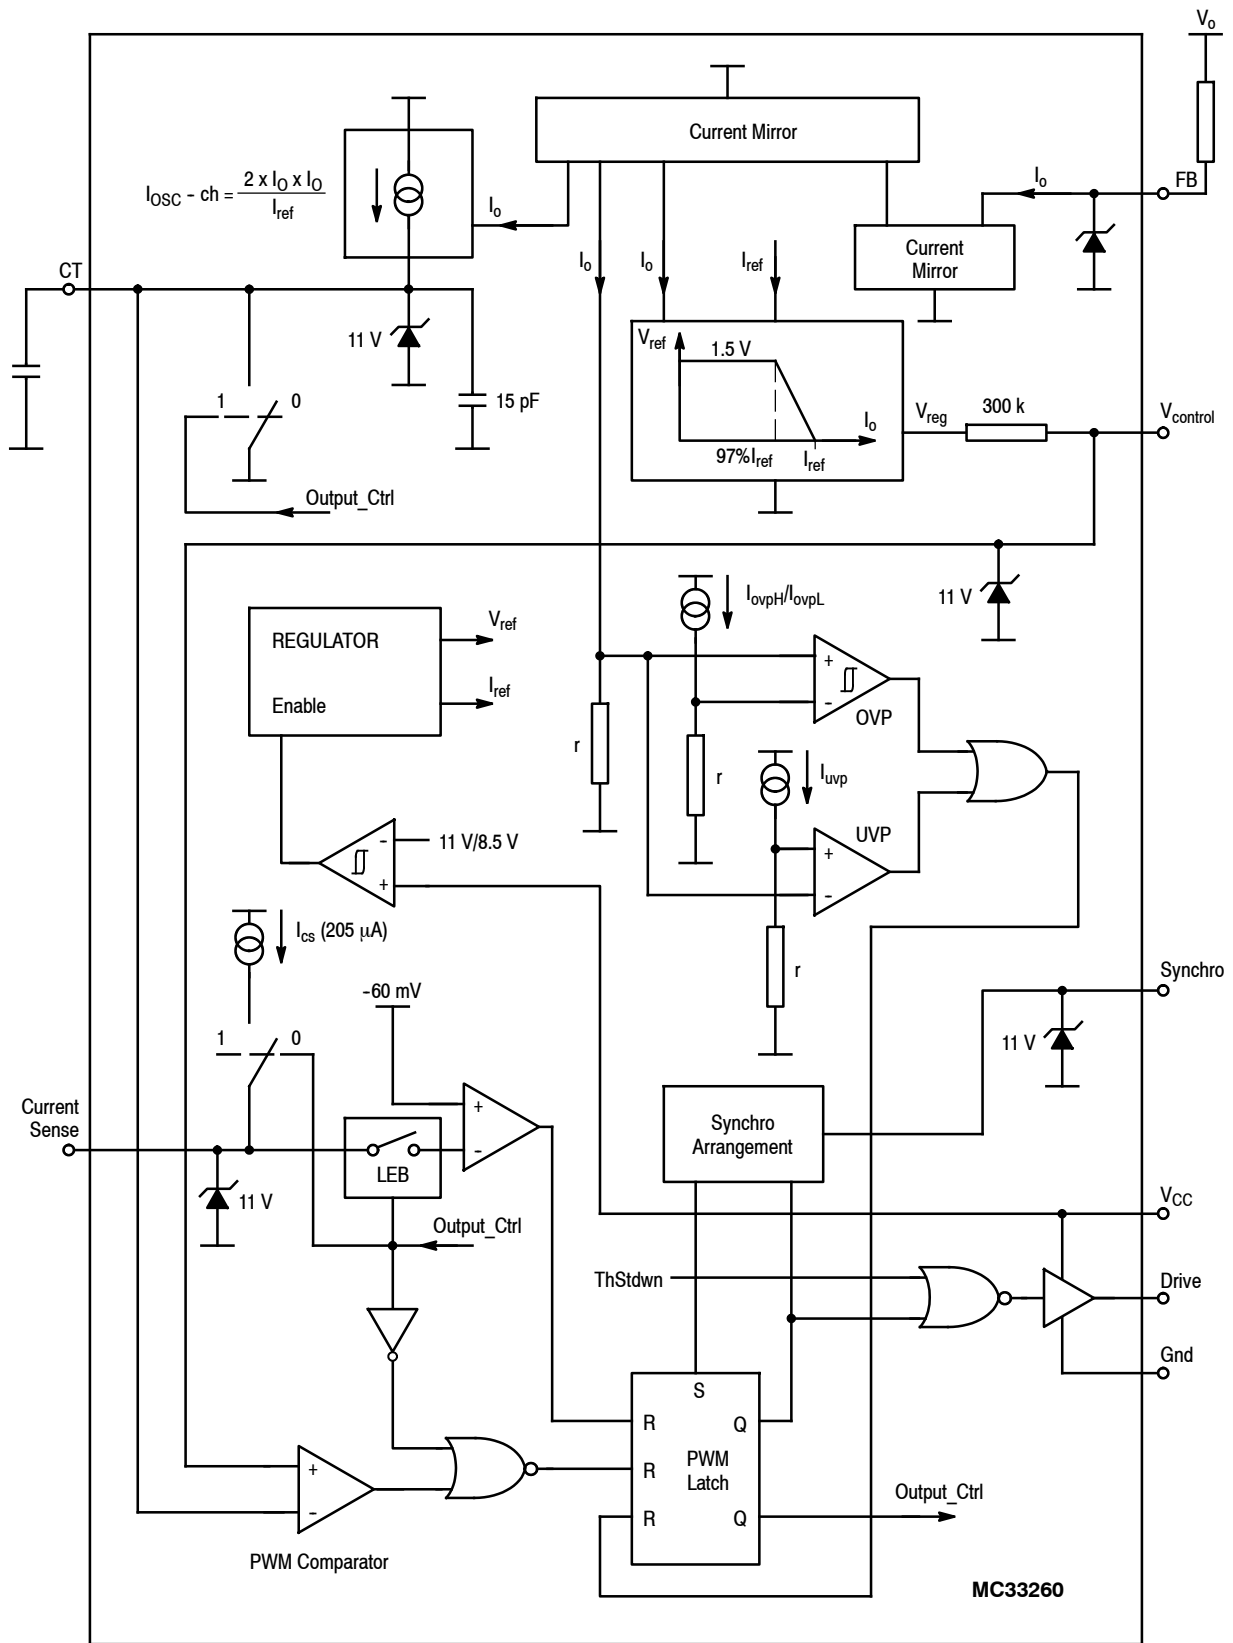 Vo
Current Mirror
IOSC - ch = 2 x IO x IO
Iref
Io
Io
FB
CT
Io
Io
Iref
Current
Mirror
11 V
Vref
1.5 V
1
0
15 pF
Io
Vreg
300 k
Vcontrol
97%Iref
Iref
Output_Ctrl
IovpH/IovpL
11 V
REGULATOR
Vref
+
Enable
Iref
-
OVP
r
r
Iuvp
UVP
-
11 V/8.5 V
+
+
-
Ics (205 μA)
r
-60 mV
Synchro
1
0
11 V
Current
Sense
+
Synchro
Arrangement
-
LEB
11 V
VCC
Output_Ctrl
ThStdwn
Drive
Gnd
S
R
Q
+
R
PWM
Latch
-
R
Q
Output_Ctrl
PWM Comparator
MC33260